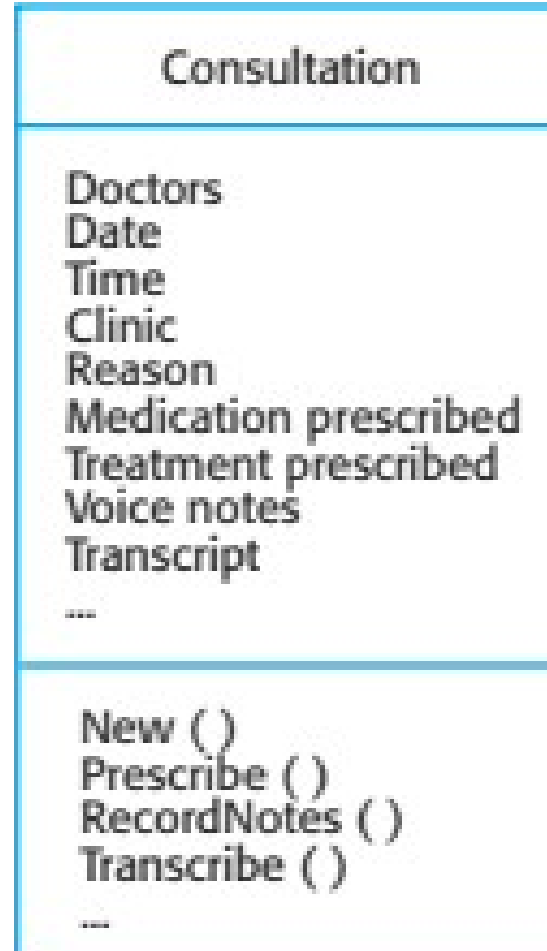 Consultation
Doctors
Date
Time
Clinic
Reason
Medication prescribed
Treatment prescribed
Voice notes
Transcript
...
New ( )
Prescribe ( )
RecordNotes ( )
Transcribe ( )
...